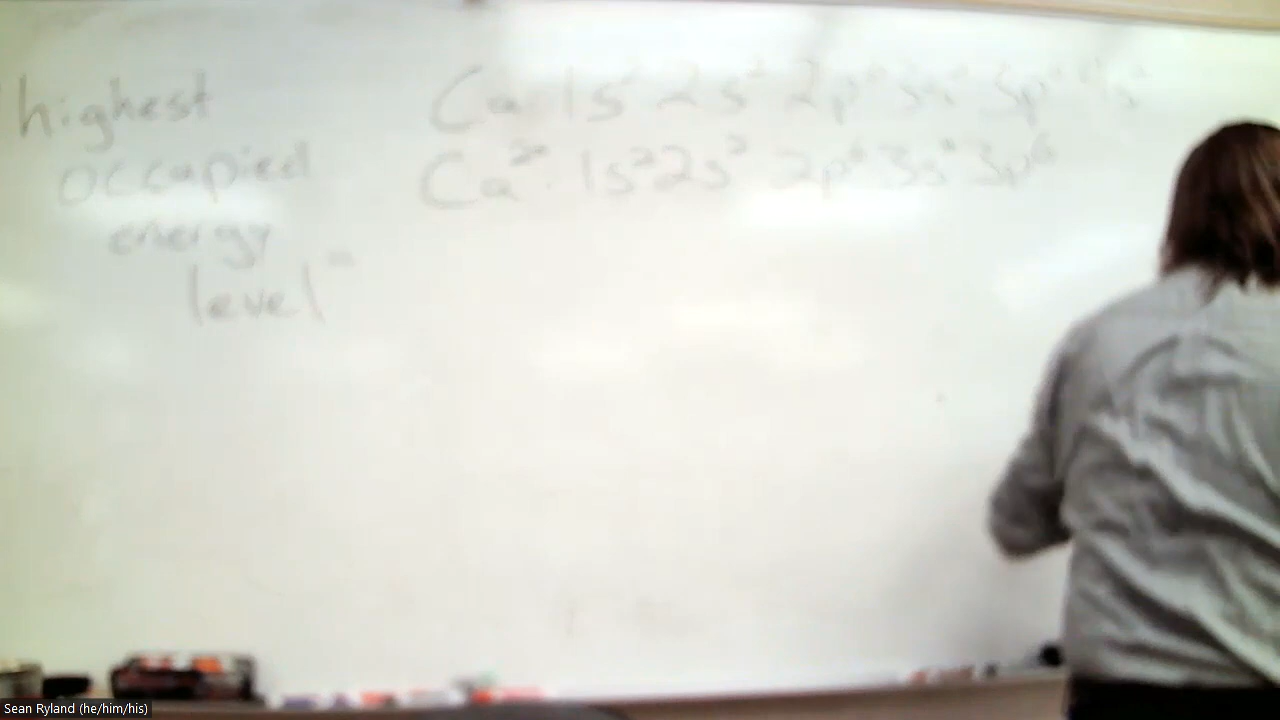 "highest
occupied
energy
level"
Ca: 1s² 2s² 2p⁶ 3s² 3p⁶ 4s²
Ca²⁺: 1s² 2s² 2p⁶ 3s² 3p⁶
Sean Ryland (he/him/his)